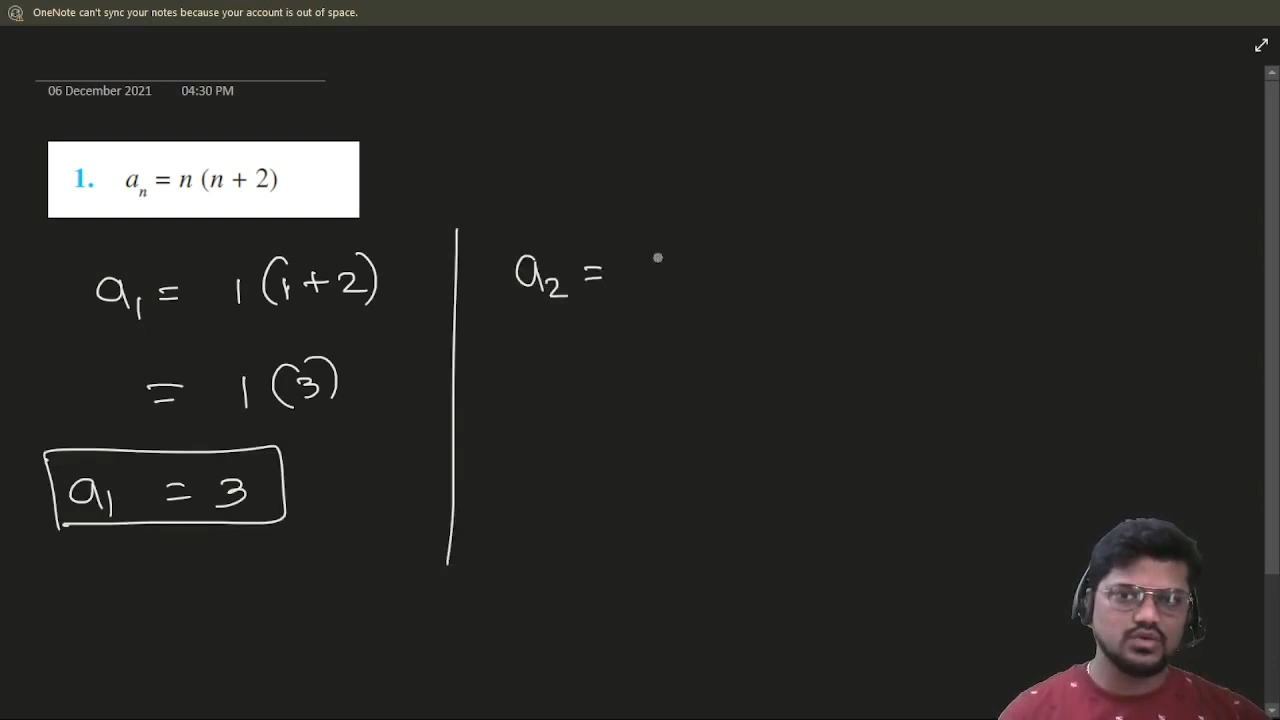 OneNote can't sync your notes because your account is out of space.
06 December 2021 04:30 PM
1. aₙ = n (n + 2)
a₁ = 1 (1 + 2)
= 1 (3)
a₁ = 3
a₂ =